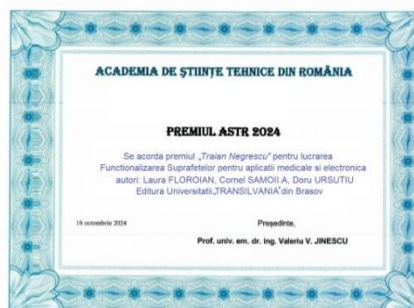 ACADEMIA DE ȘTIINȚE TEHNICE DIN ROMÂNIA
PREMIUL ASTR 2024
Se acorda premiul „Traian Negrescu" pentru lucrarea
Functionalizarea Suprafetelor pentru aplicatii medicale si electronica
autori: Laura FLOROIAN, Cornel SAMOILA, Doru URSUTIU
Editura Universitatii„TRANSILVANIA"din Brasov
16 octombrie 2024
Președinte,
Prof. univ. em. dr. ing. Valeriu V. JINESCU